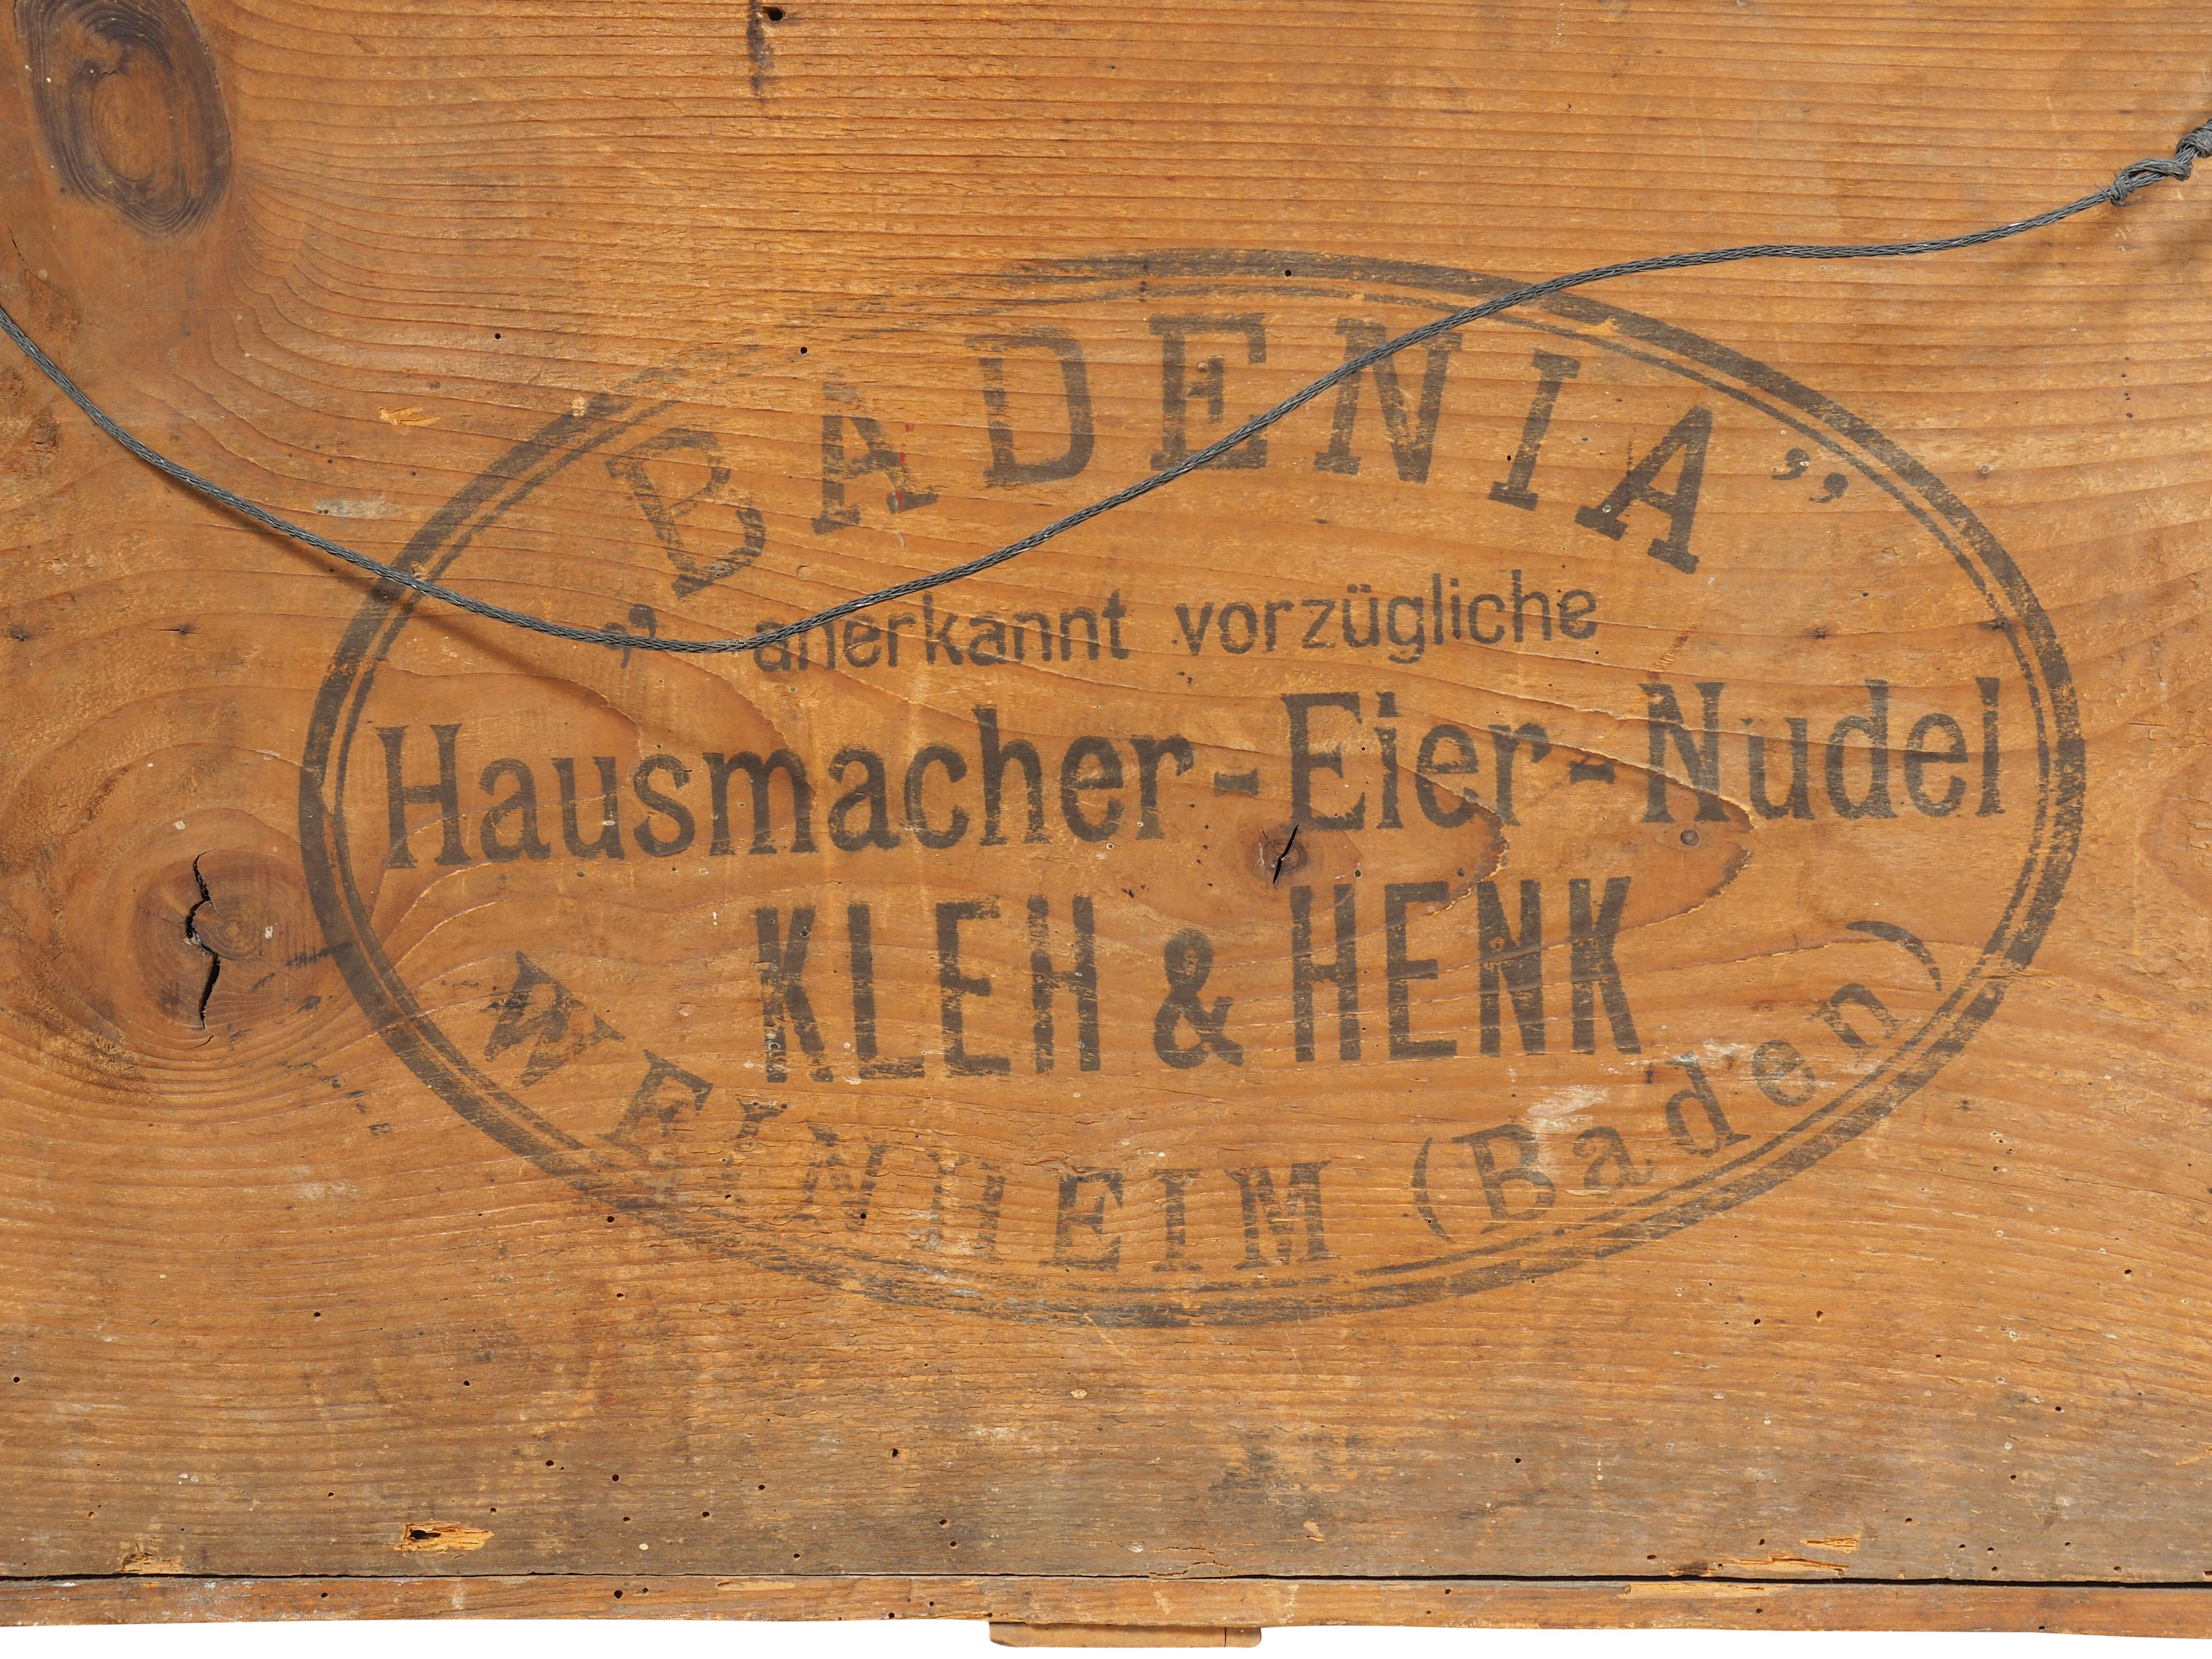 „BADENIA”
anerkannt vorzügliche
Hausmacher-Eier-Nudel
KLEH & HENK
WEINHEIM (Baden)